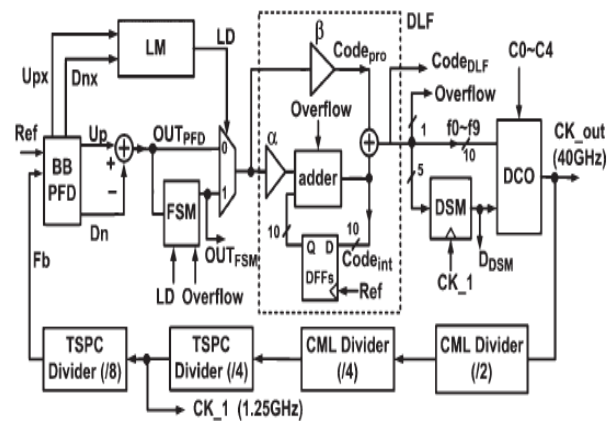 β
DLF
LM
LD
Code_pro
Code_DLF
C0~C4
Upx
Dnx
Overflow
Overflow
Ref
Up
OUT_PFD
α
1
f0~f9
CK_out
(40GHz)
BB
PFD
+
−
0
1
adder
10
5
DCO
FSM
DSM
Dn
OUT_FSM
10
Q D
DFFs
10
Code_int
D_DSM
Fb
LD Overflow
Ref
CK_1
TSPC
Divider (/8)
TSPC
Divider (/4)
CML Divider
(/4)
CML Divider
(/2)
CK_1 (1.25GHz)